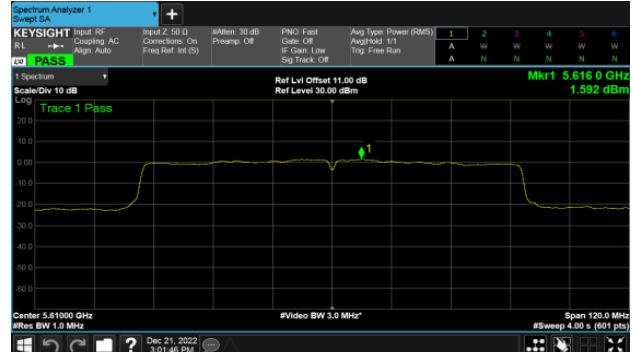 Spectrum Analyzer 1
Swept SA
+
KEYSIGHT Input: RF Input Z: 50 Ω #Atten: 30 dB PNO: Fast Avg Type: Power (RMS) 1 2 3 4 5 6
RL Coupling: AC Corrections: On Preamp: Off Gate: Off Avg|Hold: 1/1 A W W W W W
Align: Auto Freq Ref: Int (S) IF Gain: Low Trig: Free Run
LXI PASS Sig Track: Off A N N N N N
1 Spectrum Ref Lvl Offset 11.00 dB Mkr1 5.616 0 GHz
Scale/Div 10 dB Ref Level 30.00 dBm 1.592 dBm
Log
Trace 1 Pass
20.0
10.0
1
0.00
-10.0
-20.0
-30.0
-40.0
-50.0
-60.0
Center 5.61000 GHz #Video BW 3.0 MHz* Span 120.0 MHz
#Res BW 1.0 MHz #Sweep 4.00 s (601 pts)
? Dec 21, 2022
3:01:46 PM